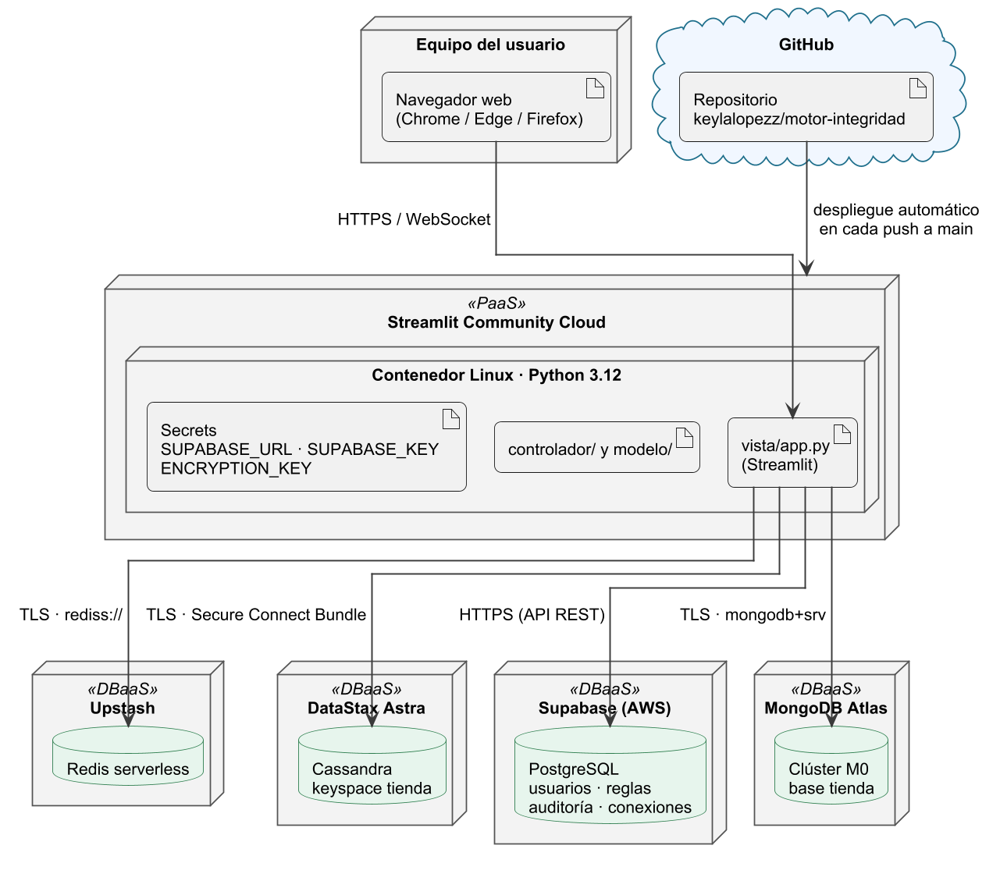 Equipo del usuario
Navegador web
(Chrome / Edge / Firefox)
GitHub
Repositorio
keylalopezz/motor-integridad
HTTPS / WebSocket
despliegue automático
en cada push a main
«PaaS»
Streamlit Community Cloud
Contenedor Linux · Python 3.12
Secrets
SUPABASE_URL · SUPABASE_KEY
ENCRYPTION_KEY
controlador/ y modelo/
vista/app.py
(Streamlit)
TLS · rediss://
TLS · Secure Connect Bundle
HTTPS (API REST)
TLS · mongodb+srv
«DBaaS»
Upstash
Redis serverless
«DBaaS»
DataStax Astra
Cassandra
keyspace tienda
«DBaaS»
Supabase (AWS)
PostgreSQL
usuarios · reglas
auditoría · conexiones
«DBaaS»
MongoDB Atlas
Clúster M0
base tienda